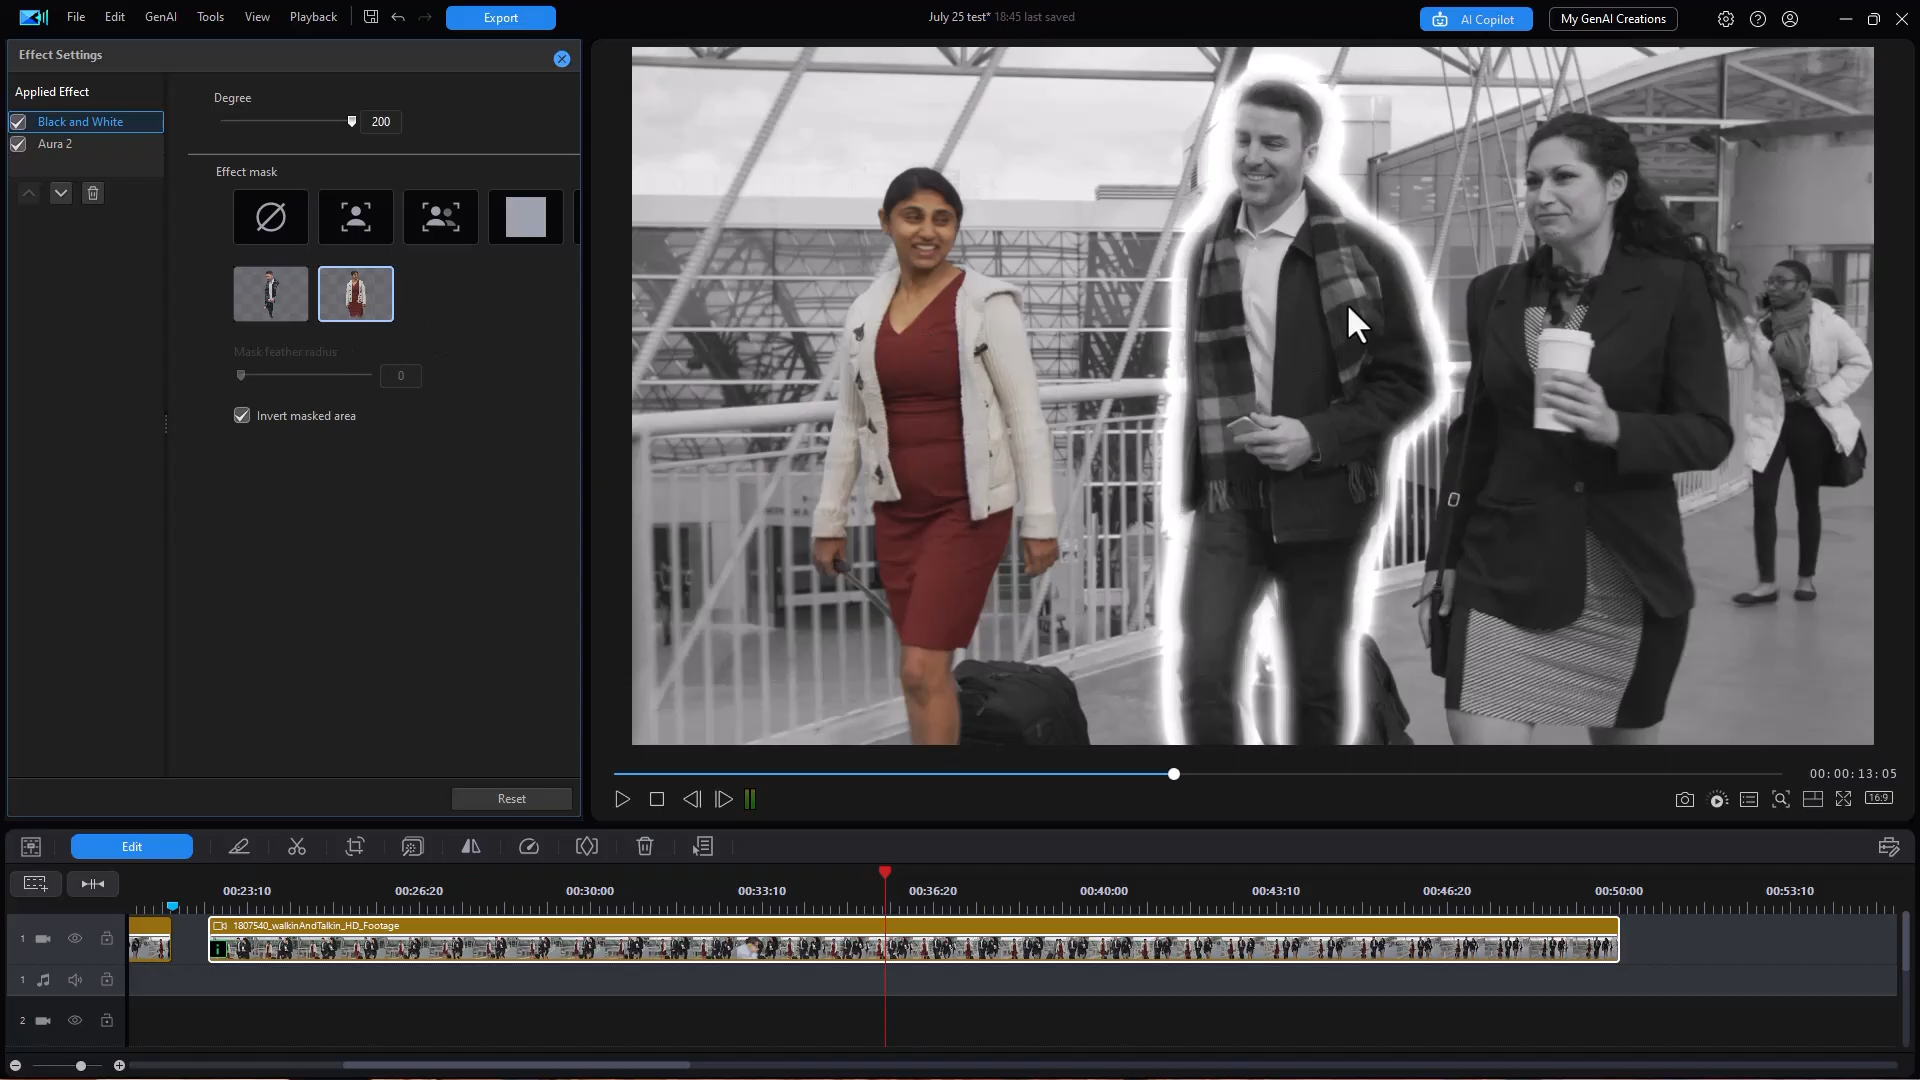 File Edit GenAI Tools View Playback Export July 25 test* 18:45 last saved AI Copilot My GenAI Creations
Effect Settings
Applied Effect
Black and White
Aura 2
Degree
200
Effect mask
Mask feather radius
0
Invert masked area
Reset
00:00:13:05
16:9
Edit
00:23:10 00:26:20 00:30:00 00:33:10 00:36:20 00:40:00 00:43:10 00:46:20 00:50:00 00:53:10
1 1807540_walkinAndTalkin_HD_Footage
i
1
2